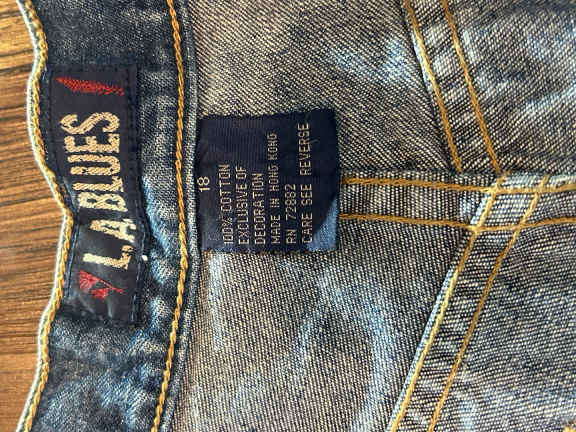 L.A. BLUES
18
100% COTTON
EXCLUSIVE OF
DECORATION
MADE IN HONG KONG
RN 72882
CARE SEE REVERSE